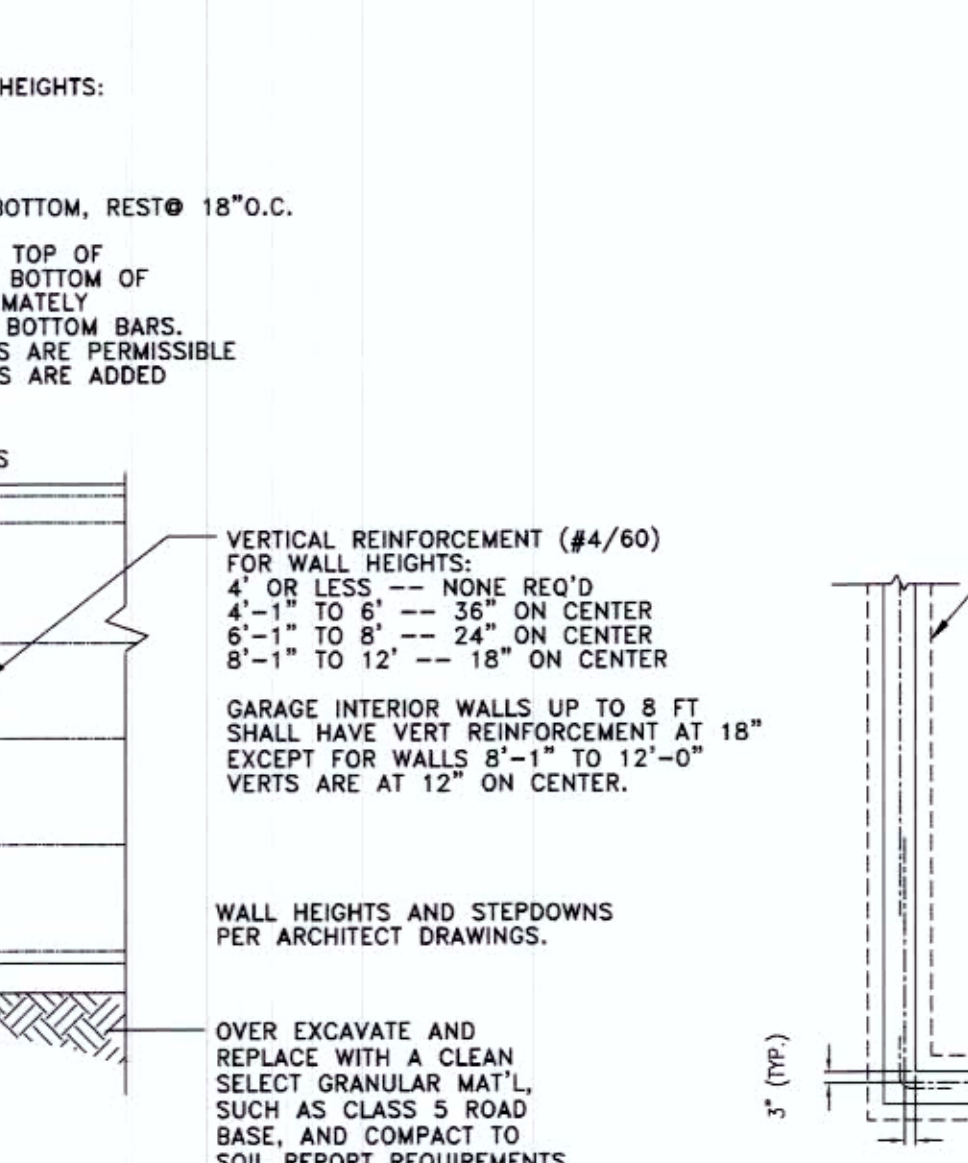 HEIGHTS:
BOTTOM, REST@ 18"O.C.
TOP OF
BOTTOM OF
MATELY
BOTTOM BARS.
S ARE PERMISSIBLE
S ARE ADDED
S
VERTICAL REINFORCEMENT (#4/60)
FOR WALL HEIGHTS:
4' OR LESS -- NONE REQ'D
4'-1" TO 6' -- 36" ON CENTER
6'-1" TO 8' -- 24" ON CENTER
8'-1" TO 12' -- 18" ON CENTER
GARAGE INTERIOR WALLS UP TO 8 FT
SHALL HAVE VERT REINFORCEMENT AT 18"
EXCEPT FOR WALLS 8'-1" TO 12'-0"
VERTS ARE AT 12" ON CENTER.
WALL HEIGHTS AND STEPDOWNS
PER ARCHITECT DRAWINGS.
OVER EXCAVATE AND
REPLACE WITH A CLEAN
SELECT GRANULAR MAT'L,
SUCH AS CLASS 5 ROAD
BASE, AND COMPACT TO
SOIL REPORT REQUIREMENTS
3" (TYP.)